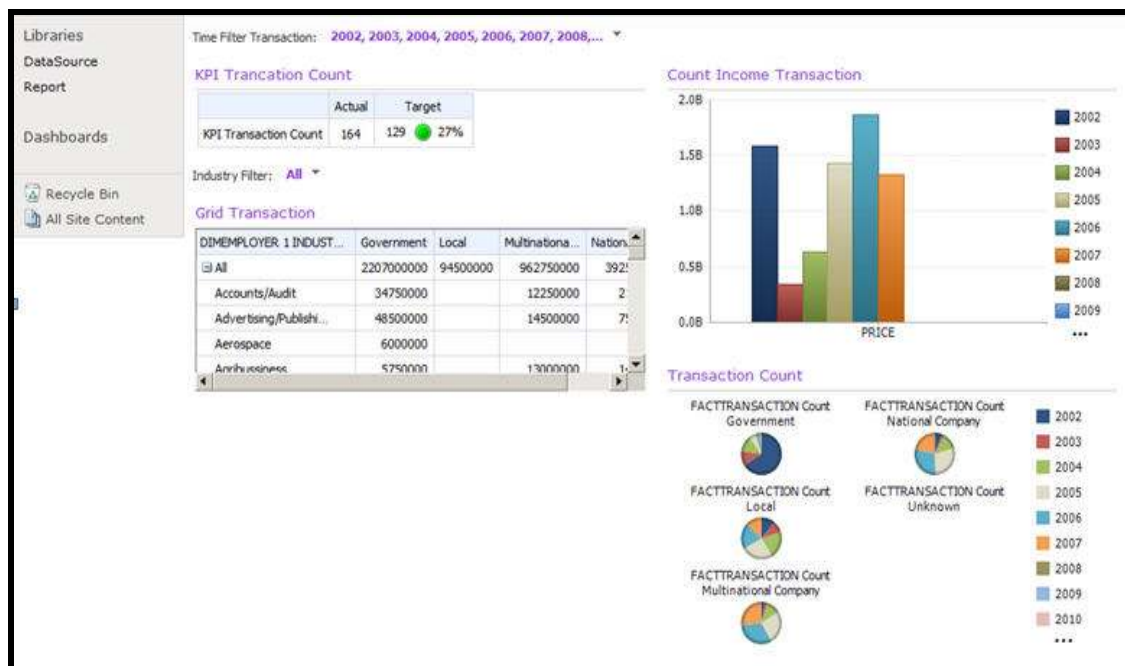 Libraries
DataSource
Report
Dashboards
Recycle Bin
All Site Content
Time Filter Transaction: 2002, 2003, 2004, 2005, 2006, 2007, 2008,...
KPI Trancation Count
Actual Target
KPI Transaction Count 164 129 27%
Industry Filter: All
Grid Transaction
DIMEMPLOYER 1 INDUST... Government Local Multinationa... Nation
All 2207000000 94500000 962750000 392
Accounts/Audit 34750000 12250000 2
Advertising/Publishi... 48500000 14500000 7
Aerospace 6000000
Agribussiness 5750000 13000000 1
Count Income Transaction
2.0B
1.5B
1.0B
0.5B
0.0B
PRICE
2002
2003
2004
2005
2006
2007
2008
2009
...
Transaction Count
FACTTRANSACTION Count
Government
FACTTRANSACTION Count
National Company
FACTTRANSACTION Count
Local
FACTTRANSACTION Count
Unknown
FACTTRANSACTION Count
Multinational Company
2002
2003
2004
2005
2006
2007
2008
2009
2010
...